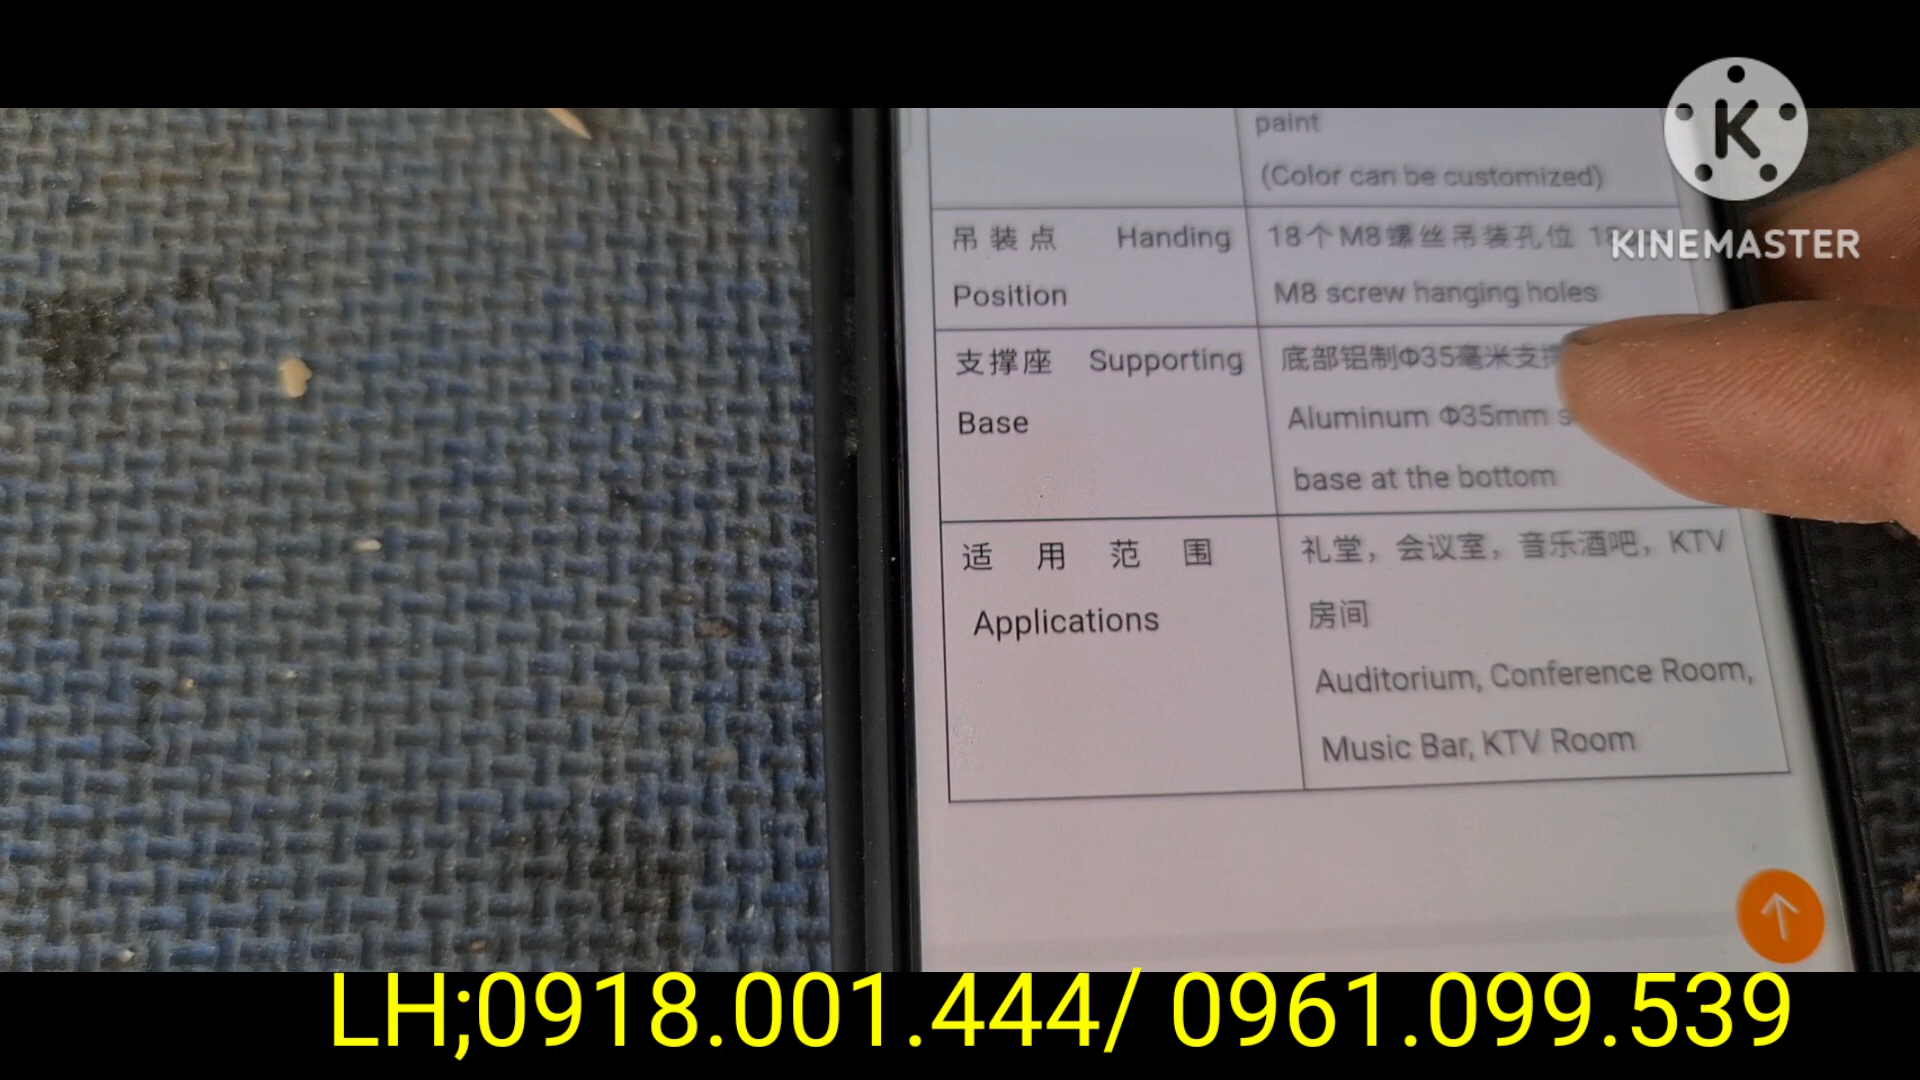 paint
(Color can be customized)
吊装点 Handing
Position
18个M8螺丝吊装孔位
M8 screw hanging holes
支撑座 Supporting
Base
底部铝制Φ35毫米支
Aluminum Φ35mm
base at the bottom
适用范围
Applications
礼堂，会议室，音乐酒吧，KTV
房间
Auditorium, Conference Room,
Music Bar, KTV Room
K
KINEMASTER
LH;0918.001.444/ 0961.099.539